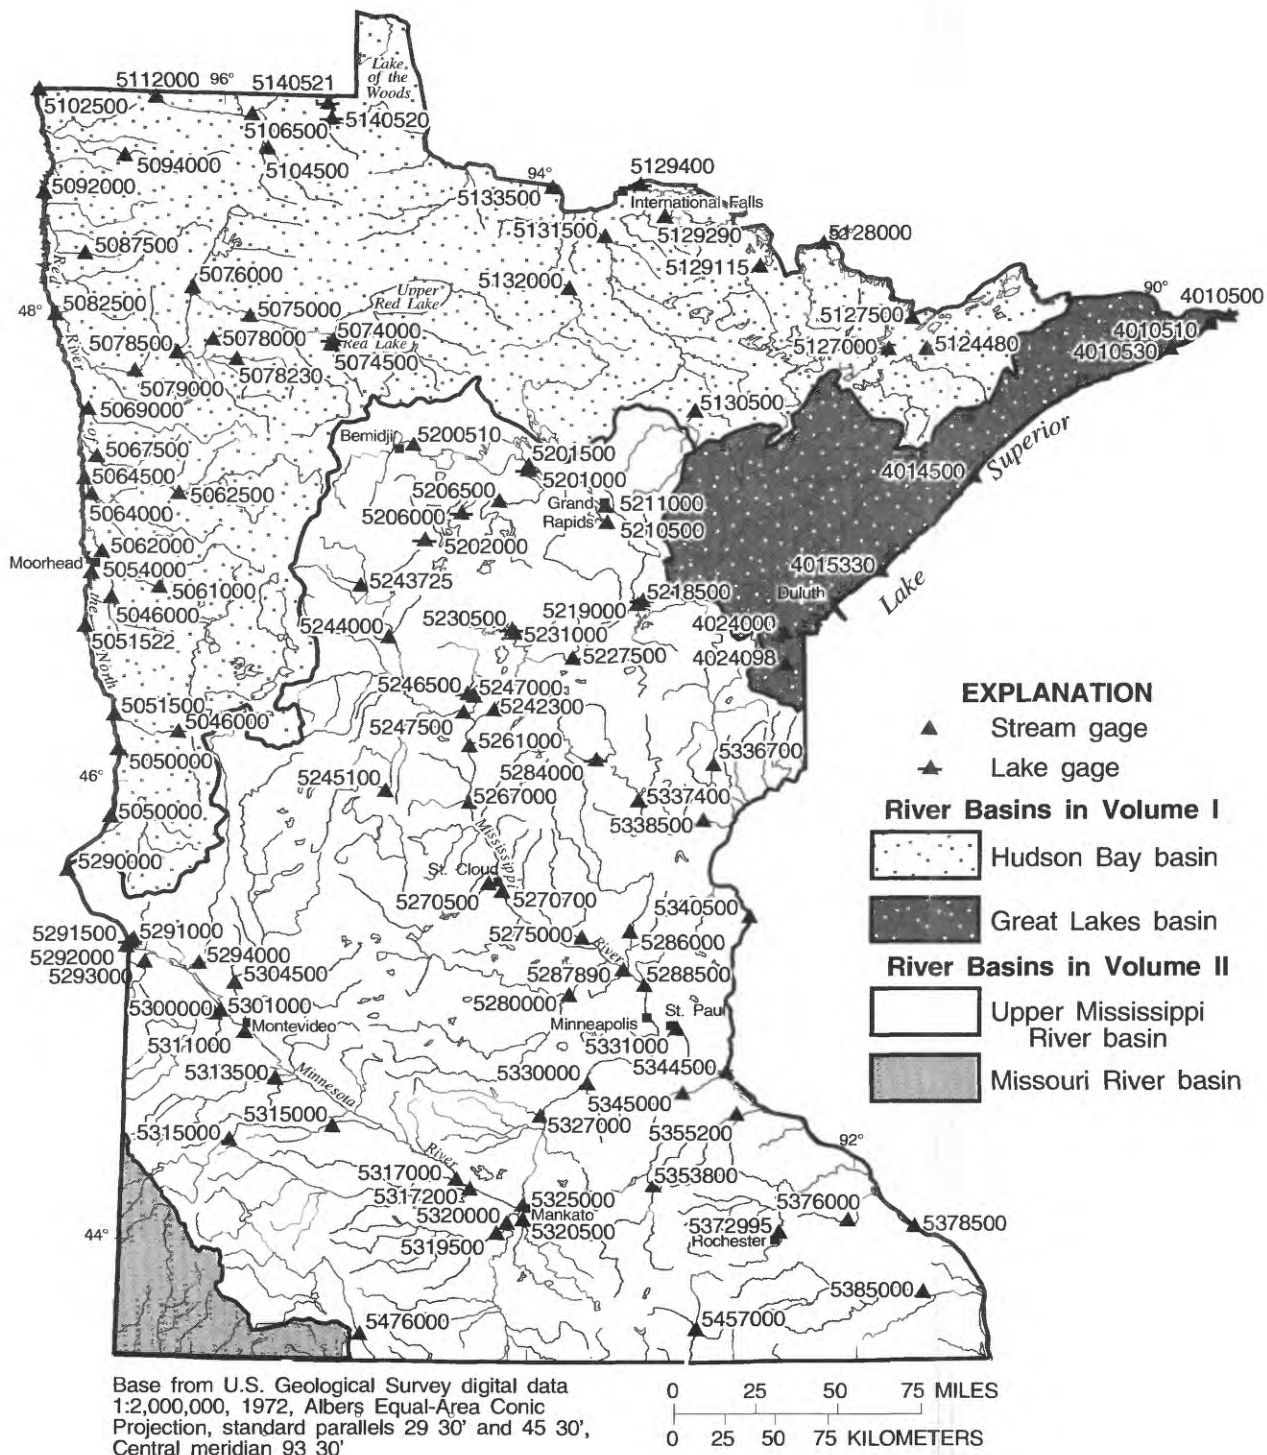 Lake
of the
Woods
5112000
96°
5140521
5102500
5140520
5106500
5104500
5094000
5092000
94°
5133500
5129400
International Falls
5131500
5129290
5128000
5129115
5087500
5076000
5132000
Upper
Red Lake
Red
River
of
the
North
48°
5082500
5075000
5074000
Red Lake
5074500
5078500
5078000
5078230
5079000
5127500
5127000
5124480
90°
4010500
4010510
4010530
5069000
5130500
Bemidji
5200510
5067500
5064500
5062500
5064000
5201500
5201000
5206500
5206000
Grand
Rapids
5211000
5210500
5202000
4014500
Lake
Superior
5062000
Moorhead
5054000
5061000
5046000
5051522
5243725
5244000
5230500
5231000
5219000
5218500
5227500
4015330
Duluth
4024000
4024098
5051500
5046000
5050000
46°
5050000
5290000
5246500
5247000
5247500
5242300
5261000
5284000
5245100
5267000
5336700
5337400
5338500
Mississippi
River
St. Cloud
5270500
5270700
5340500
5275000
5286000
5287890
5288500
5280000
5291500
5291000
5292000
5293000
5294000
5304500
5300000
5301000
Montevideo
5311000
Minneapolis
St. Paul
5331000
5344500
5313500
Minnesota
River
5330000
5345000
5327000
5355200
5315000
5315000
92°
5317000
5317200
5353800
5325000
Mankato
5320000
5320500
5319500
5376000
5372995
Rochester
5378500
44°
5385000
5476000
5457000
EXPLANATION
Stream gage
Lake gage
River Basins in Volume I
Hudson Bay basin
Great Lakes basin
River Basins in Volume II
Upper Mississippi
River basin
Missouri River basin
Base from U.S. Geological Survey digital data
1:2,000,000, 1972, Albers Equal-Area Conic
Projection, standard parallels 29 30' and 45 30',
Central meridian 93 30'
0 25 50 75 MILES
0 25 50 75 KILOMETERS